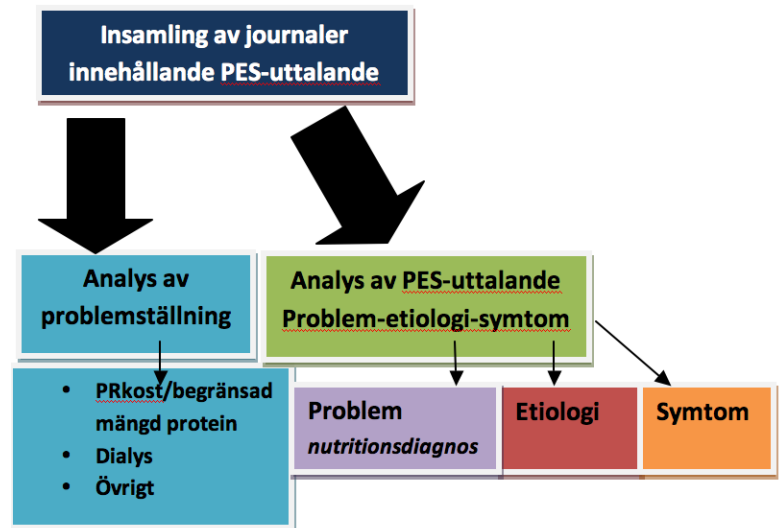 Insamling av journaler
innehållande PES-uttalande
Analys av
problemställning
Analys av PES-uttalande
Problem-etiologi-symtom
• PRkost/begränsad
mängd protein
• Dialys
• Övrigt
Problem
nutritionsdiagnos
Etiologi
Symtom